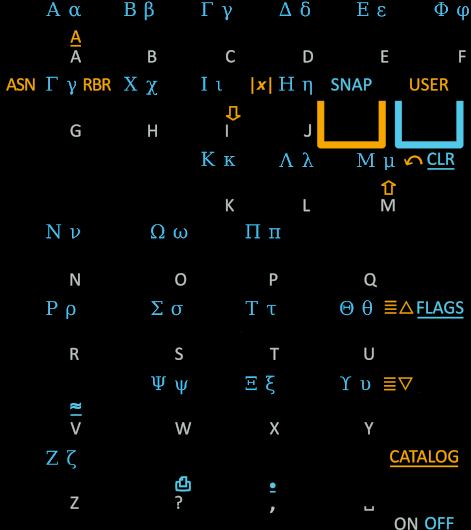 Α α Β β Γ γ Δ δ Ε ε Φ φ
A
A B C D E F
ASN Γ γ RBR Χ χ Ι ι |x| Η η SNAP USER
G H I J
Κ κ Λ λ Μ μ CLR
K L M
Ν ν Ω ω Π π
N O P Q
Ρ ρ Σ σ Τ τ Θ θ FLAGS
R S T U
Ψ ψ Ξ ξ ϒ υ
≈
V W X Y
Ζ ζ CATALOG
Z ? , ␣
ON OFF